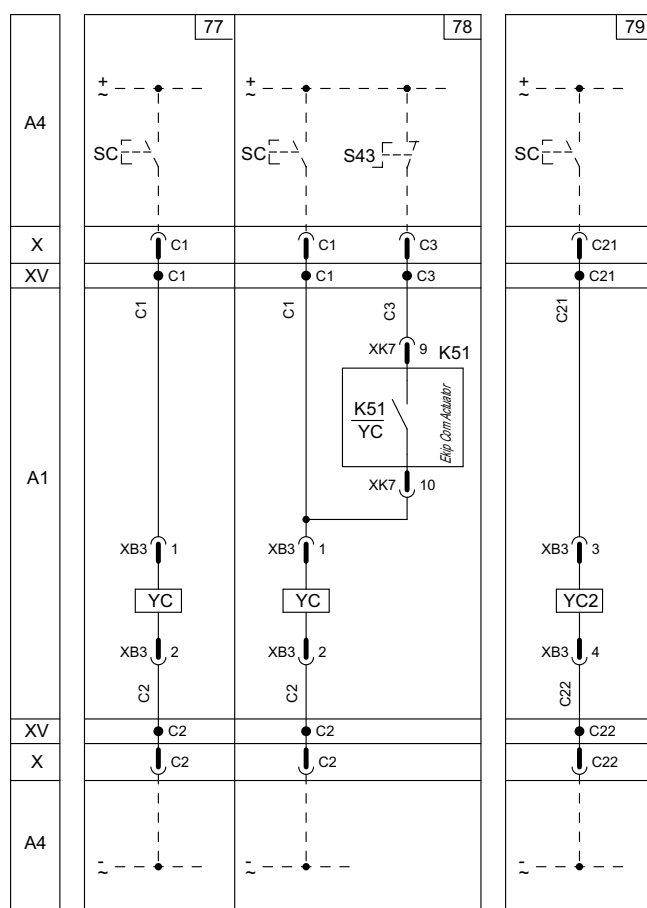 77 78 79
+ + +
~ ~ ~
A4
SC SC S43 SC
X C1 C1 C3 C21
XV C1 C1 C3 C21
C1 C1 C3 C21
XK7 9 K51
K51
YC
Ekip Com Actuator
A1
XK7 10
XB3 1 XB3 1 XB3 3
YC YC YC2
XB3 2 XB3 2 XB3 4
C2 C2 C22
XV C2 C2 C22
X C2 C2 C22
A4
- - -
~ ~ ~